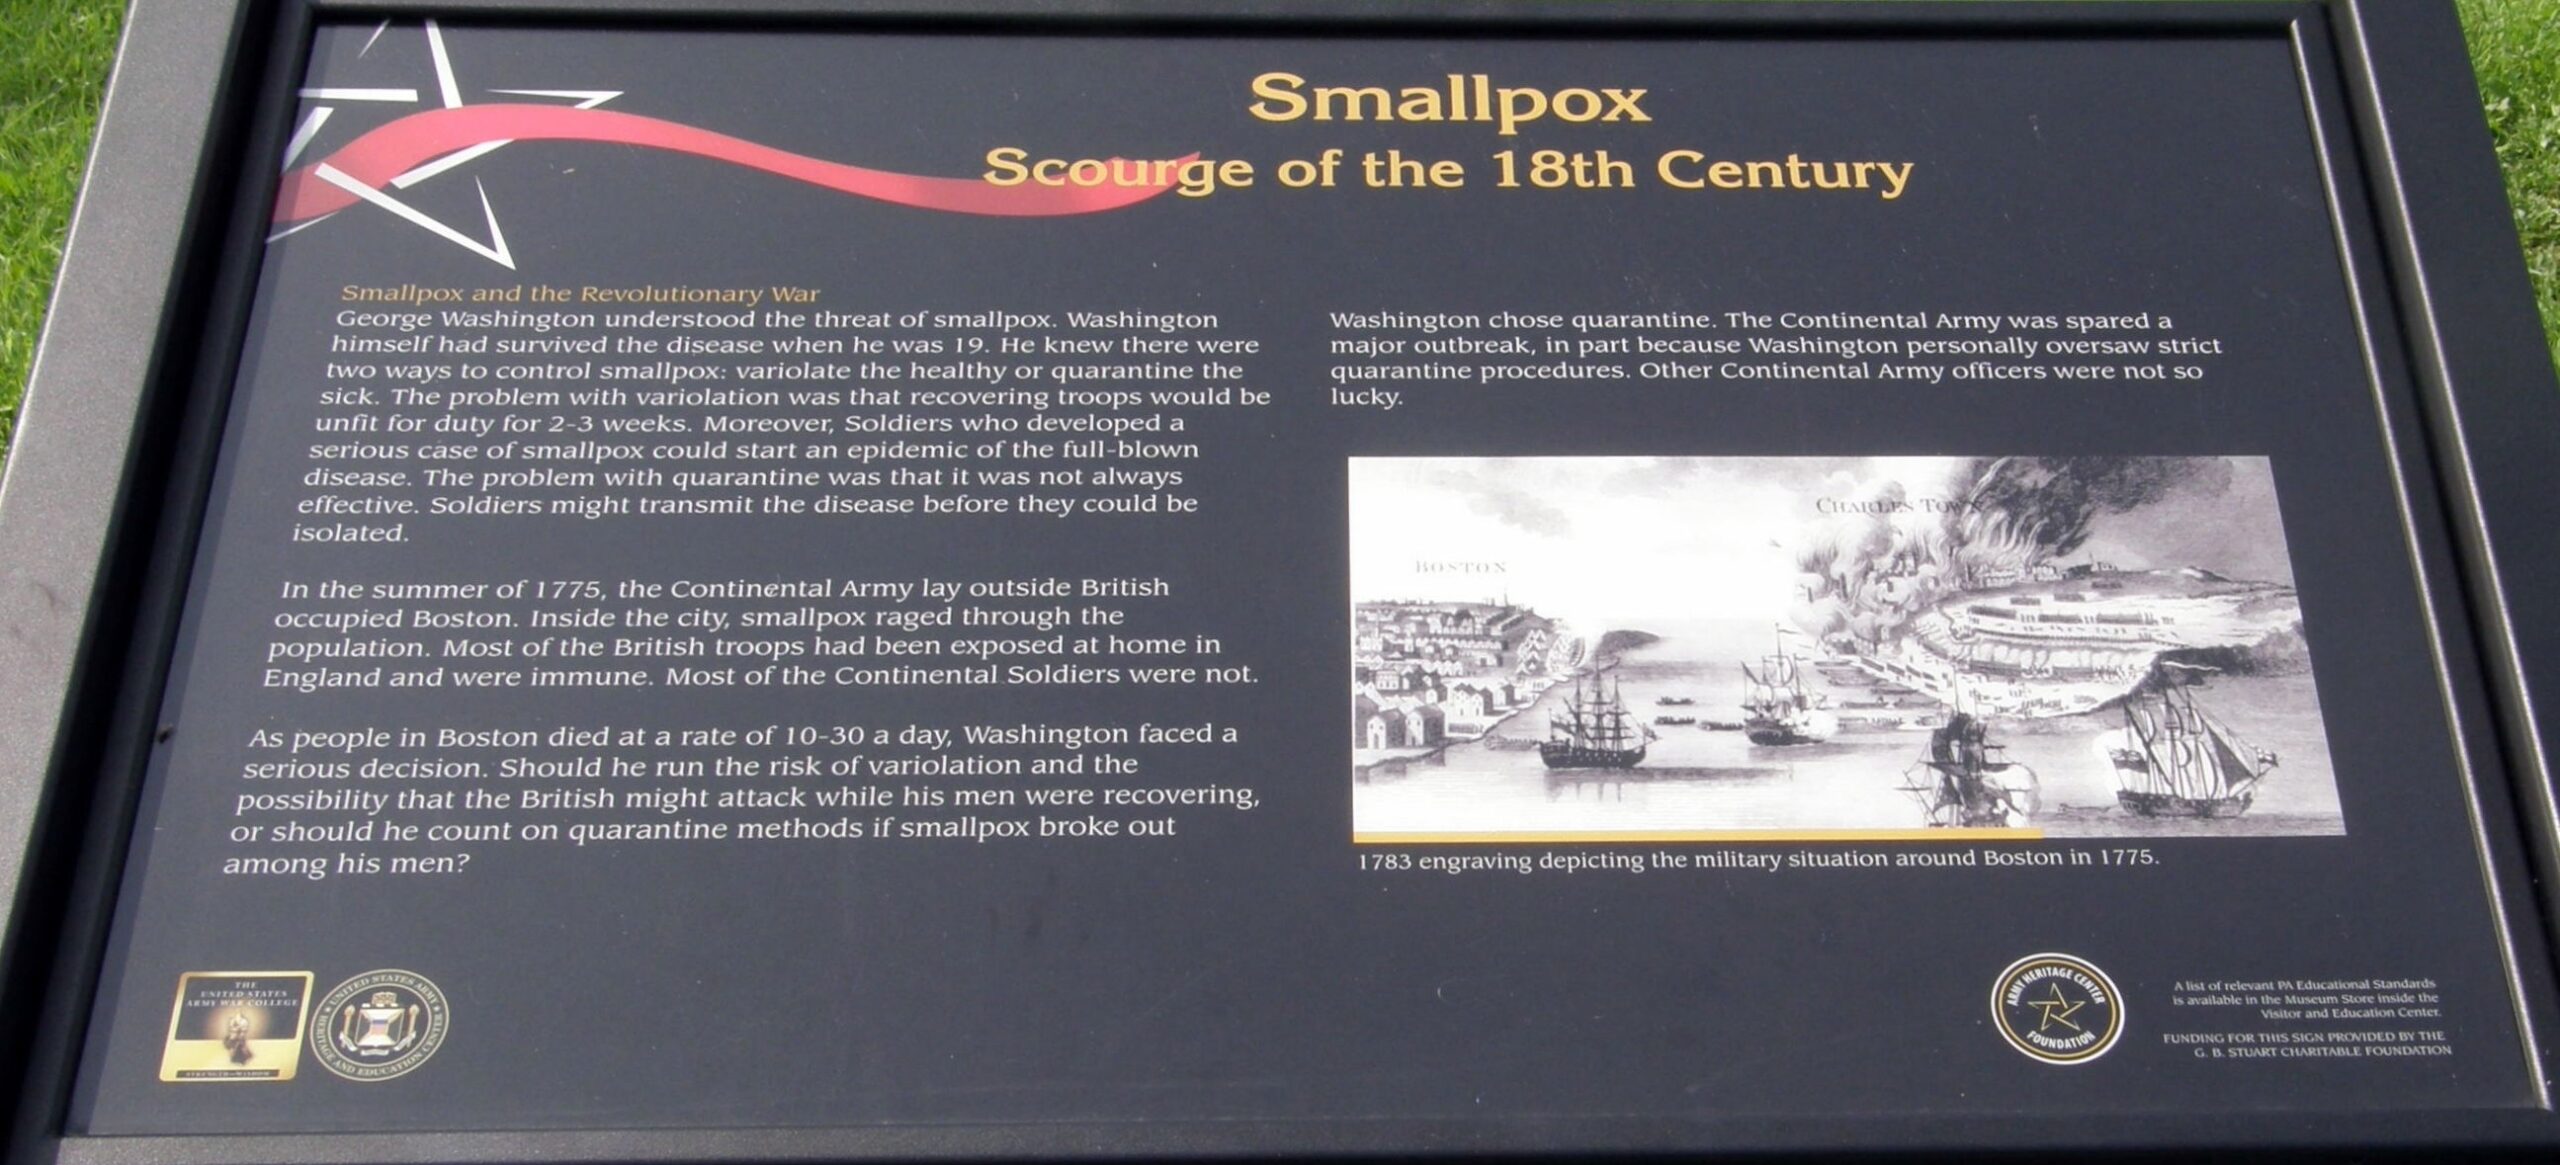 Smallpox
Scourge of the 18th Century
Smallpox and the Revolutionary War
George Washington understood the threat of smallpox. Washington
himself had survived the disease when he was 19. He knew there were
two ways to control smallpox: variolate the healthy or quarantine the
sick. The problem with variolation was that recovering troops would be
unfit for duty for 2-3 weeks. Moreover, Soldiers who developed a
serious case of smallpox could start an epidemic of the full-blown
disease. The problem with quarantine was that it was not always
effective. Soldiers might transmit the disease before they could be
isolated.
In the summer of 1775, the Continental Army lay outside British
occupied Boston. Inside the city, smallpox raged through the
population. Most of the British troops had been exposed at home in
England and were immune. Most of the Continental Soldiers were not.
As people in Boston died at a rate of 10-30 a day, Washington faced a
serious decision. Should he run the risk of variolation and the
possibility that the British might attack while his men were recovering,
or should he count on quarantine methods if smallpox broke out
among his men?
Washington chose quarantine. The Continental Army was spared a
major outbreak, in part because Washington personally oversaw strict
quarantine procedures. Other Continental Army officers were not so
lucky.
CHARLES TOWN
BOSTON
1783 engraving depicting the military situation around Boston in 1775.
THE
UNITED STATES
ARMY WAR COLLEGE
STRENGTH WISDOM
UNITED STATES ARMY
HERITAGE AND EDUCATION CENTER
ARMY HERITAGE CENTER
FOUNDATION
A list of relevant PA Educational Standards
is available in the Museum Store inside the
Visitor and Education Center.
FUNDING FOR THIS SIGN PROVIDED BY THE
G. B. STUART CHARITABLE FOUNDATION